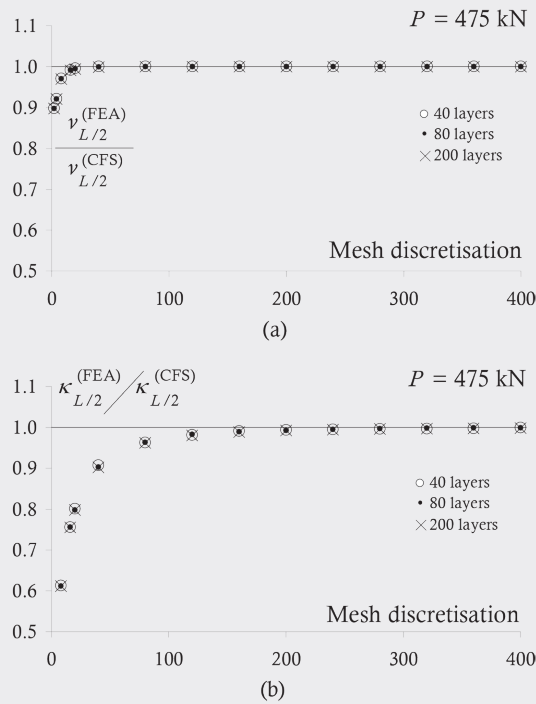 P = 475 kN
1.1
1.0
0.9
0.8
0.7
0.6
0.5
ν L/2 (FEA)
ν L/2 (CFS)
○ 40 layers
• 80 layers
× 200 layers
Mesh discretisation
0 100 200 300 400
(a)
κ L/2 (FEA) / κ L/2 (CFS)
P = 475 kN
1.1
1.0
0.9
0.8
0.7
0.6
0.5
○ 40 layers
• 80 layers
× 200 layers
Mesh discretisation
0 100 200 300 400
(b)